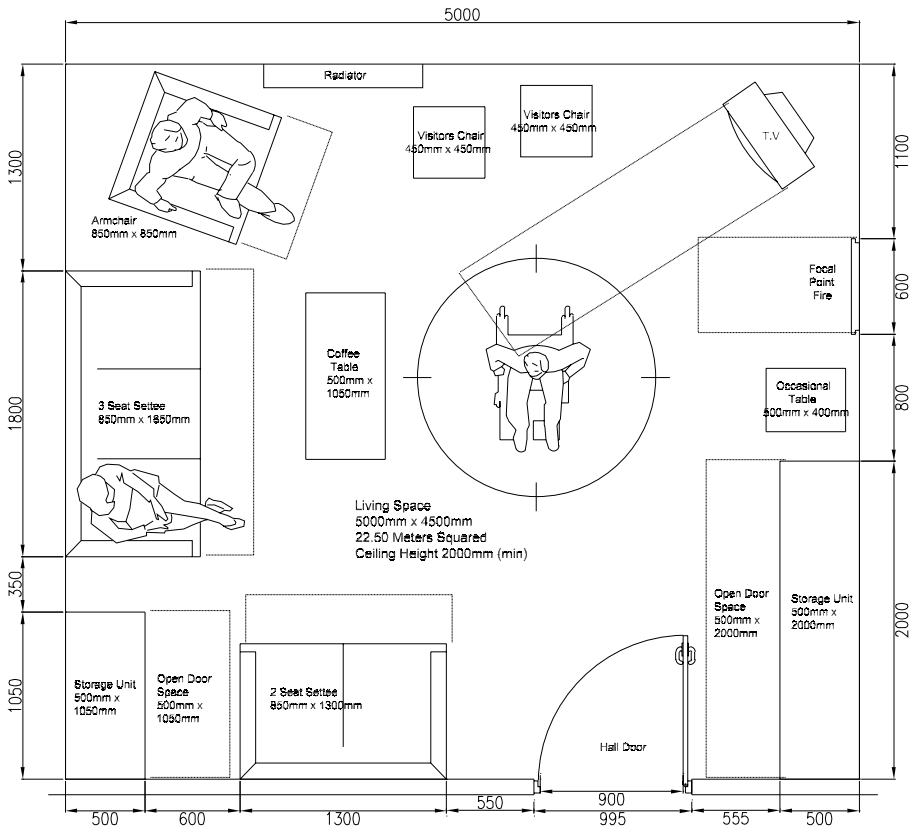 5000
Radiator
Visitors Chair
450mm x 450mm
Visitors Chair
450mm x 450mm
T.V
1300
1100
Armchair
850mm x 850mm
Focal
Point
Fire
600
Coffee
Table
500mm x
1050mm
Occasional
Table
500mm x 400mm
800
3 Seat Settee
850mm x 1850mm
11800
Living Space
5000mm x 4500mm
22.50 Meters Squared
Ceiling Height 2000mm (min)
350
Open Door
Space
500mm x
2000mm
Storage Unit
500mm x
2000mm
2000
1050
Storage Unit
500mm x
1050mm
Open Door
Space
500mm x
1050mm
2 Seat Settee
850mm x 1300mm
Hall Door
500
600
1300
550
900
995
555
500